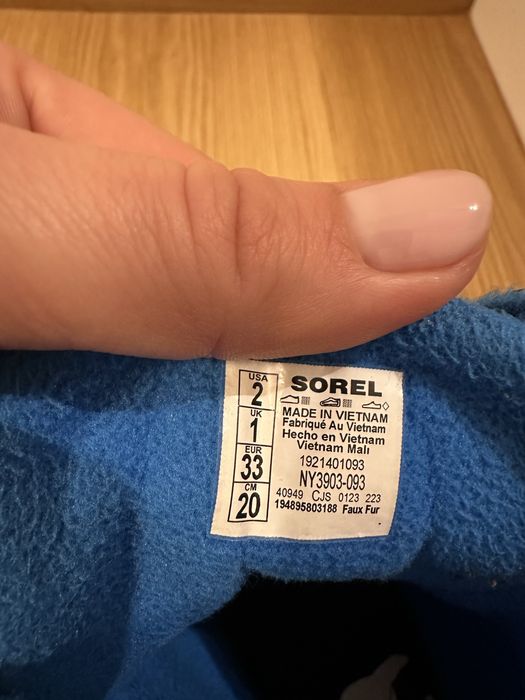 USA
2
UK
1
EUR
33
CM
20
SOREL
MADE IN VIETNAM
Fabriqué Au Vietnam
Hecho en Vietnam
Vietnam Malı
1921401093
NY3903-093
40949 CJS 0123 223
194895803188 Faux Fur